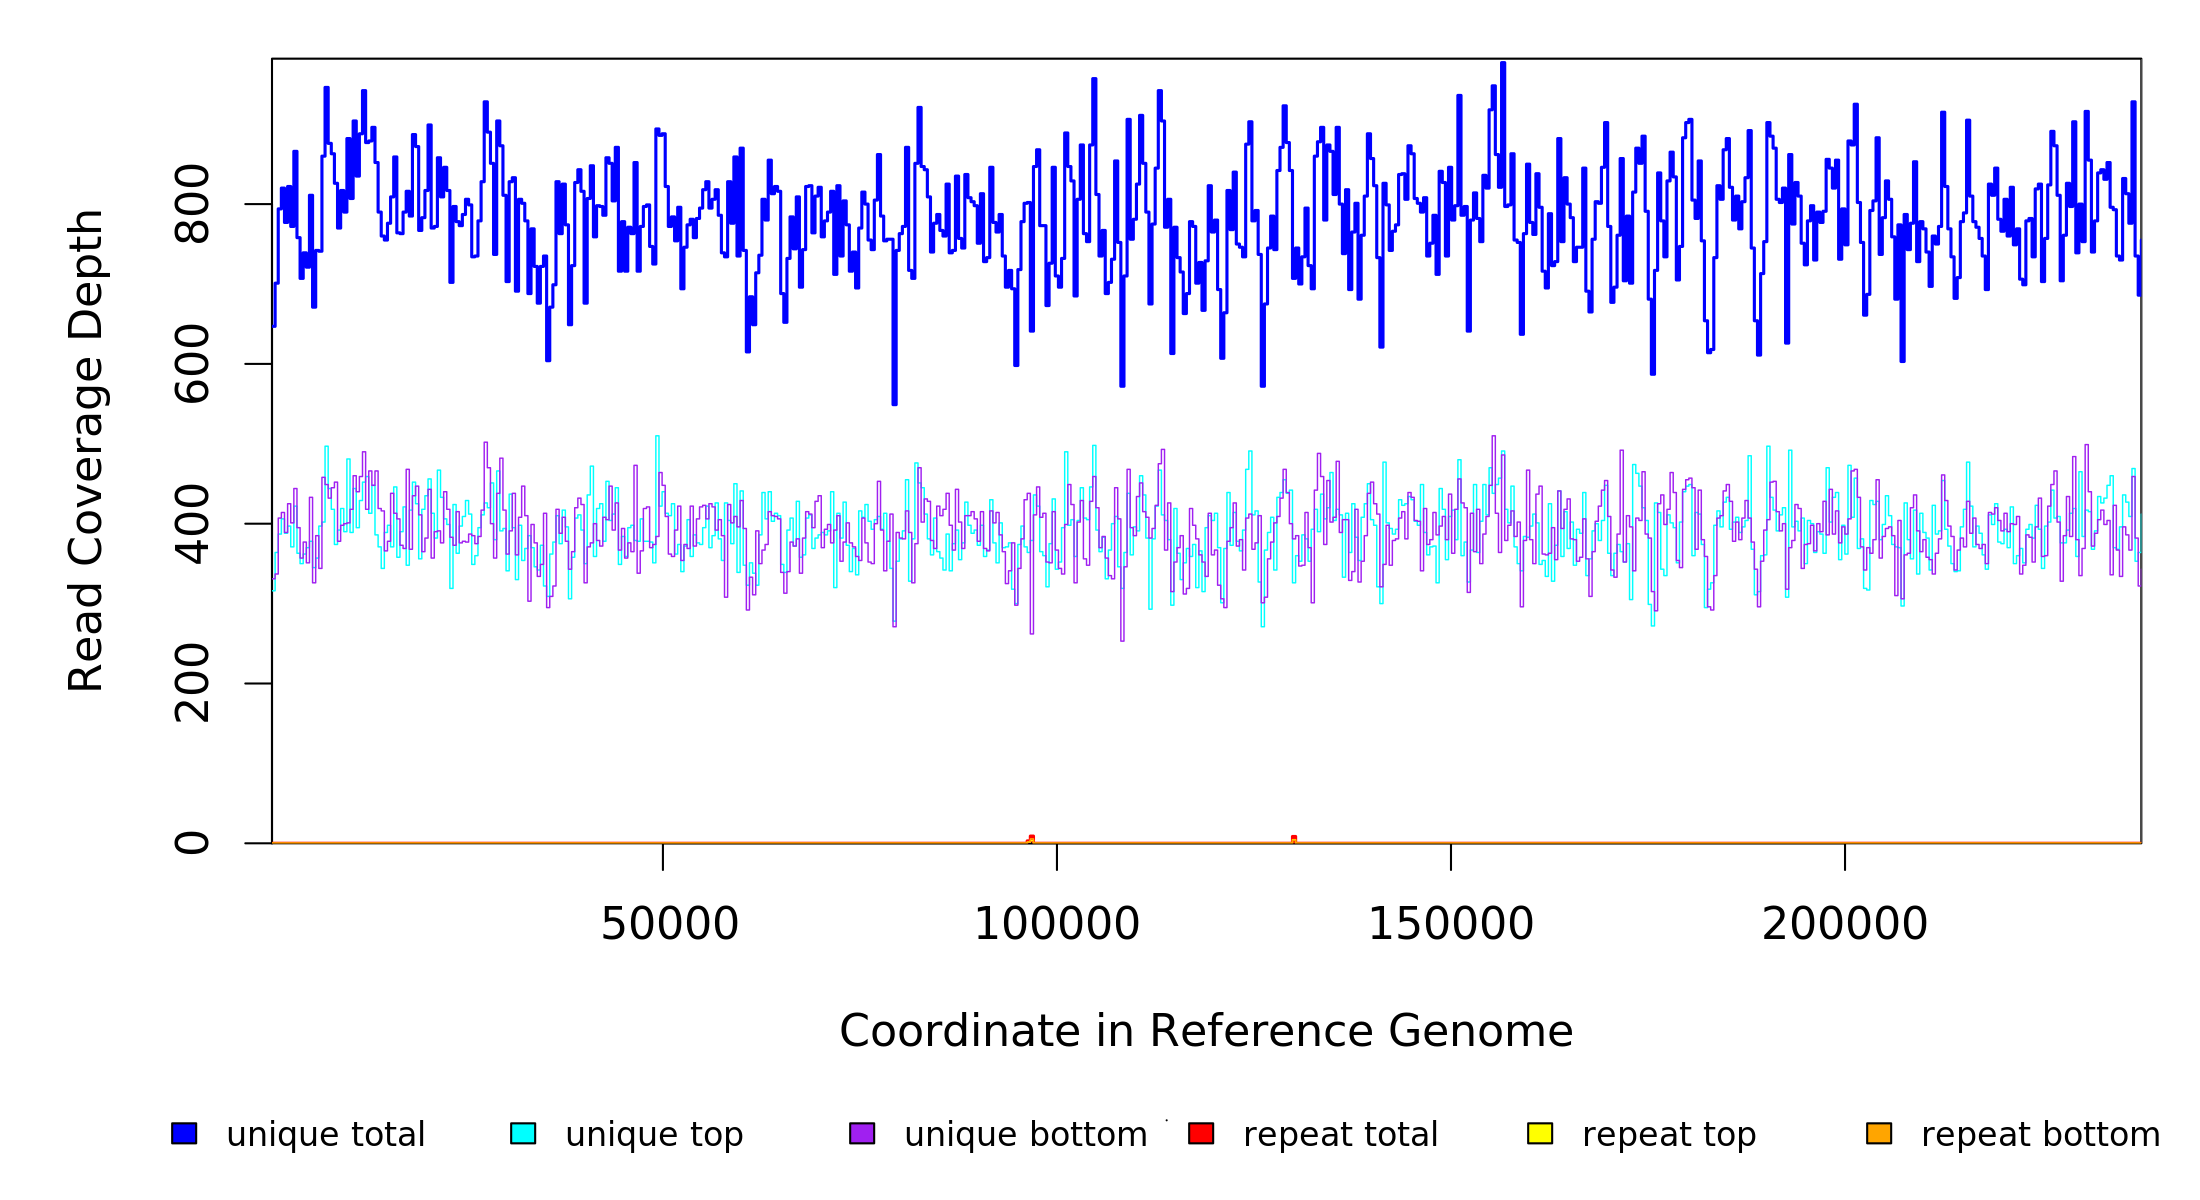 Read Coverage Depth
800
600
400
200
0
50000 100000 150000 200000
Coordinate in Reference Genome
unique total unique top unique bottom repeat total repeat top repeat bottom